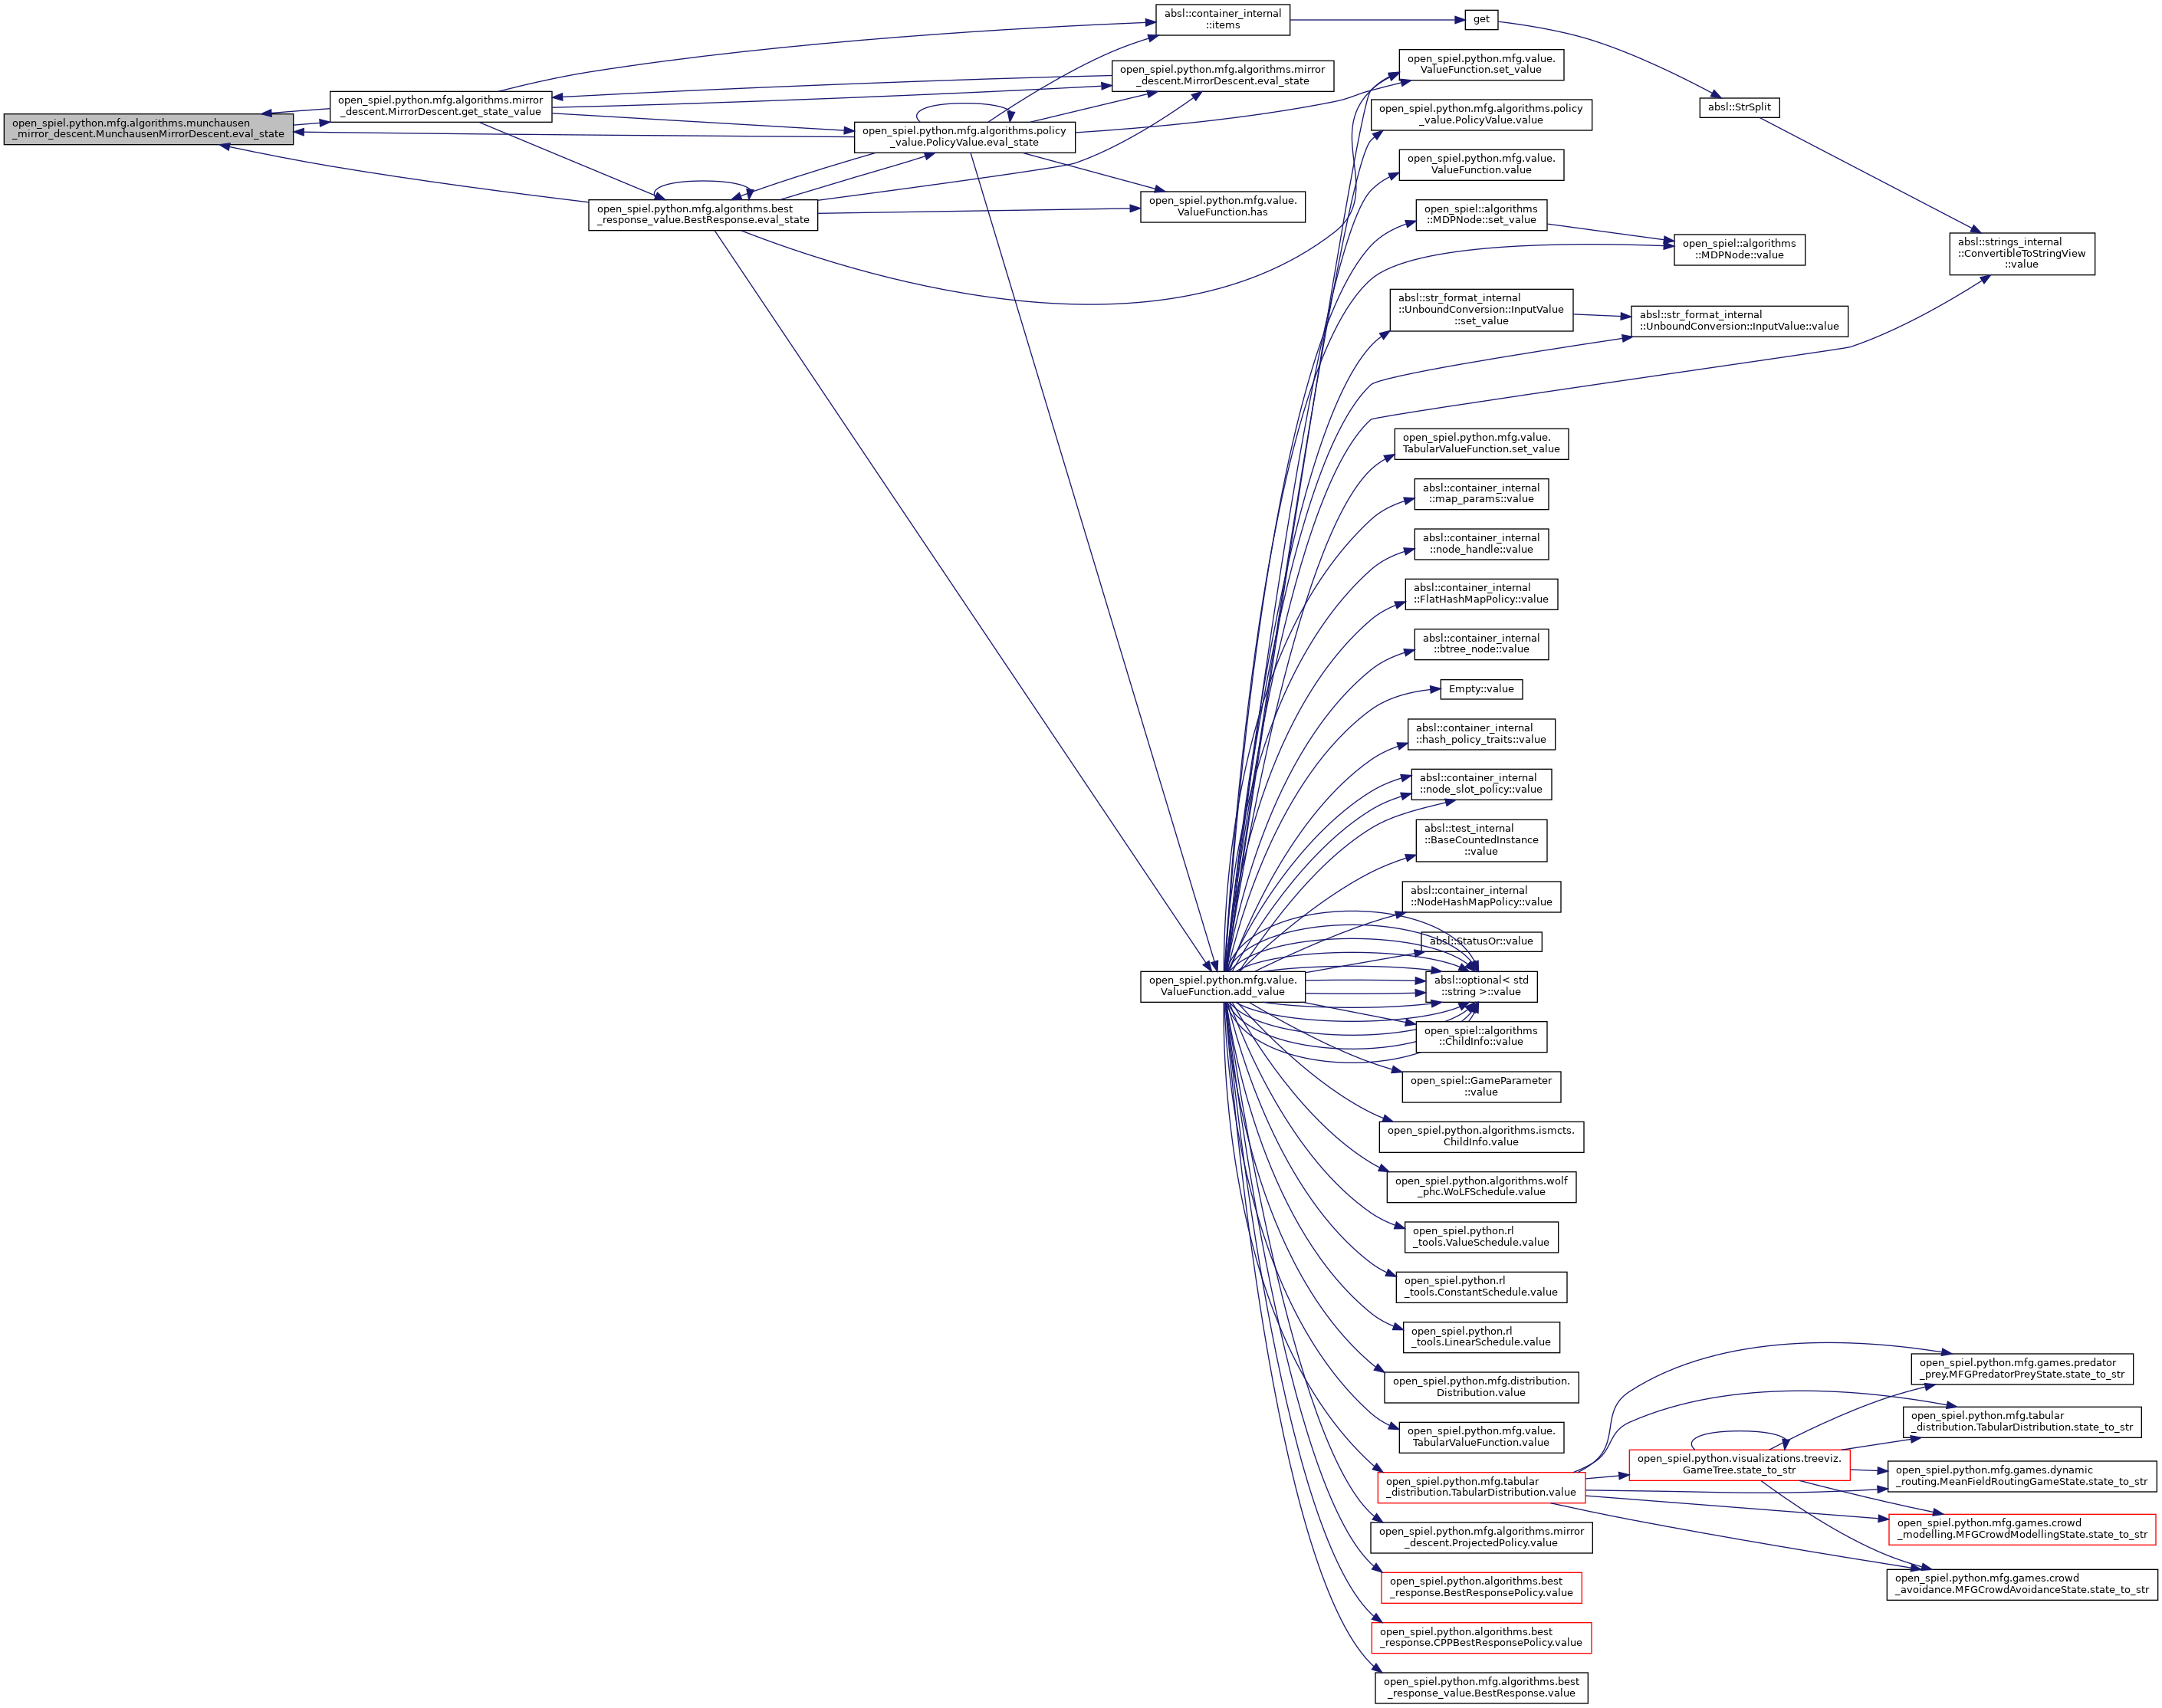 open_spiel.python.mfg.algorithms.munchausen
_mirror_descent.MunchausenMirrorDescent.eval_state
open_spiel.python.mfg.algorithms.mirror
_descent.MirrorDescent.get_state_value
open_spiel.python.mfg.algorithms.best
_response_value.BestResponse.eval_state
open_spiel.python.mfg.algorithms.policy
_value.PolicyValue.eval_state
absl::container_internal
::items
open_spiel.python.mfg.algorithms.mirror
_descent.MirrorDescent.eval_state
open_spiel.python.mfg.value.
ValueFunction.has
open_spiel.python.mfg.value.
ValueFunction.add_value
get
open_spiel.python.mfg.value.
ValueFunction.set_value
open_spiel.python.mfg.algorithms.policy
_value.PolicyValue.value
open_spiel.python.mfg.value.
ValueFunction.value
open_spiel::algorithms
::MDPNode::set_value
absl::str_format_internal
::UnboundConversion::InputValue
::set_value
absl::StrSplit
open_spiel::algorithms
::MDPNode::value
absl::str_format_internal
::UnboundConversion::InputValue::value
absl::strings_internal
::ConvertibleToStringView
::value
open_spiel.python.mfg.value.
TabularValueFunction.set_value
absl::container_internal
::map_params::value
absl::container_internal
::node_handle::value
absl::container_internal
::FlatHashMapPolicy::value
absl::container_internal
::btree_node::value
Empty::value
absl::container_internal
::hash_policy_traits::value
absl::container_internal
::node_slot_policy::value
absl::test_internal
::BaseCountedInstance
::value
absl::container_internal
::NodeHashMapPolicy::value
absl::StatusOr::value
absl::optional< std
::string >::value
open_spiel::algorithms
::ChildInfo::value
open_spiel::GameParameter
::value
open_spiel.python.algorithms.ismcts.
ChildInfo.value
open_spiel.python.algorithms.wolf
_phc.WoLFSchedule.value
open_spiel.python.rl
_tools.ValueSchedule.value
open_spiel.python.rl
_tools.ConstantSchedule.value
open_spiel.python.rl
_tools.LinearSchedule.value
open_spiel.python.mfg.distribution.
Distribution.value
open_spiel.python.mfg.value.
TabularValueFunction.value
open_spiel.python.mfg.tabular
_distribution.TabularDistribution.value
open_spiel.python.mfg.algorithms.mirror
_descent.ProjectedPolicy.value
open_spiel.python.algorithms.best
_response.BestResponsePolicy.value
open_spiel.python.algorithms.best
_response.CPPBestResponsePolicy.value
open_spiel.python.mfg.algorithms.best
_response_value.BestResponse.value
open_spiel.python.visualizations.treeviz.
GameTree.state_to_str
open_spiel.python.mfg.games.predator
_prey.MFGPredatorPreyState.state_to_str
open_spiel.python.mfg.tabular
_distribution.TabularDistribution.state_to_str
open_spiel.python.mfg.games.dynamic
_routing.MeanFieldRoutingGameState.state_to_str
open_spiel.python.mfg.games.crowd
_modelling.MFGCrowdModellingState.state_to_str
open_spiel.python.mfg.games.crowd
_avoidance.MFGCrowdAvoidanceState.state_to_str